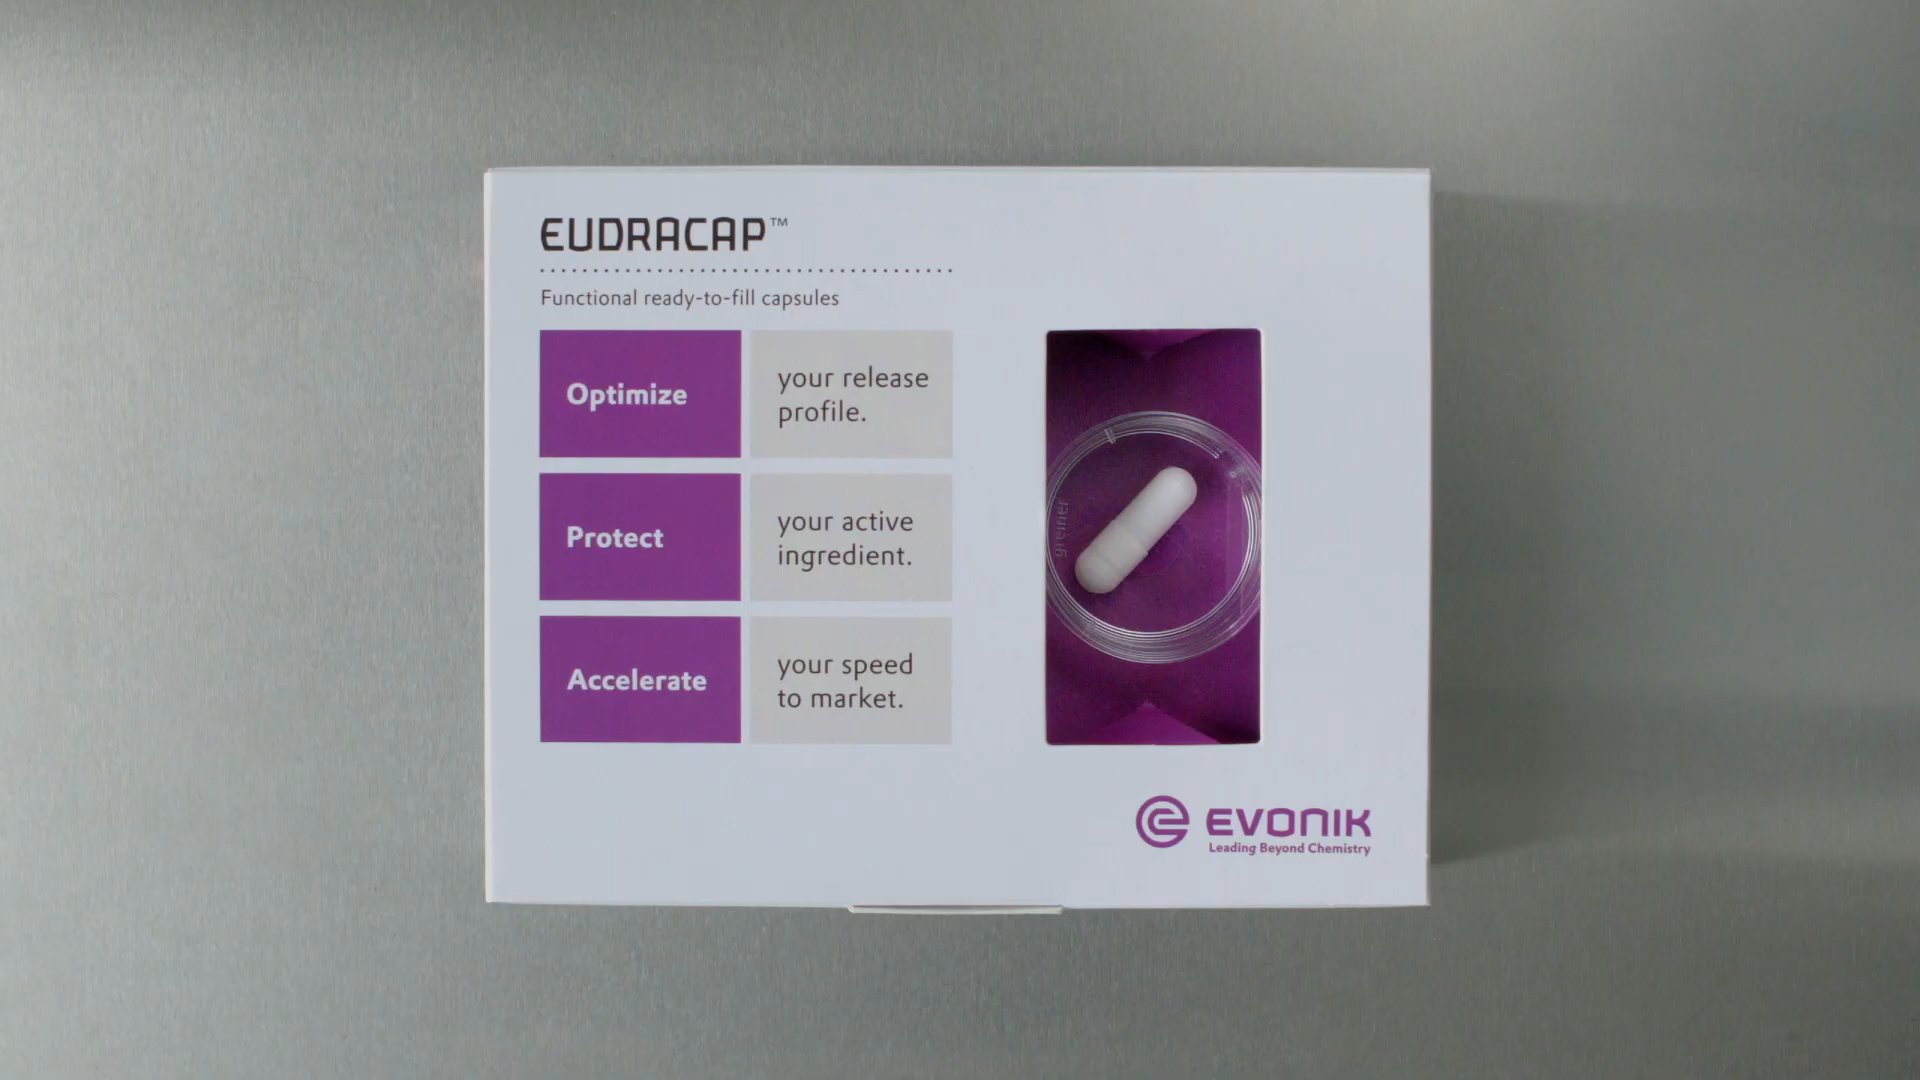 EUDRACAP™
Functional ready-to-fill capsules
Optimize
your release
profile.
Protect
your active
ingredient.
Accelerate
your speed
to market.
greiner
EVONIK
Leading Beyond Chemistry